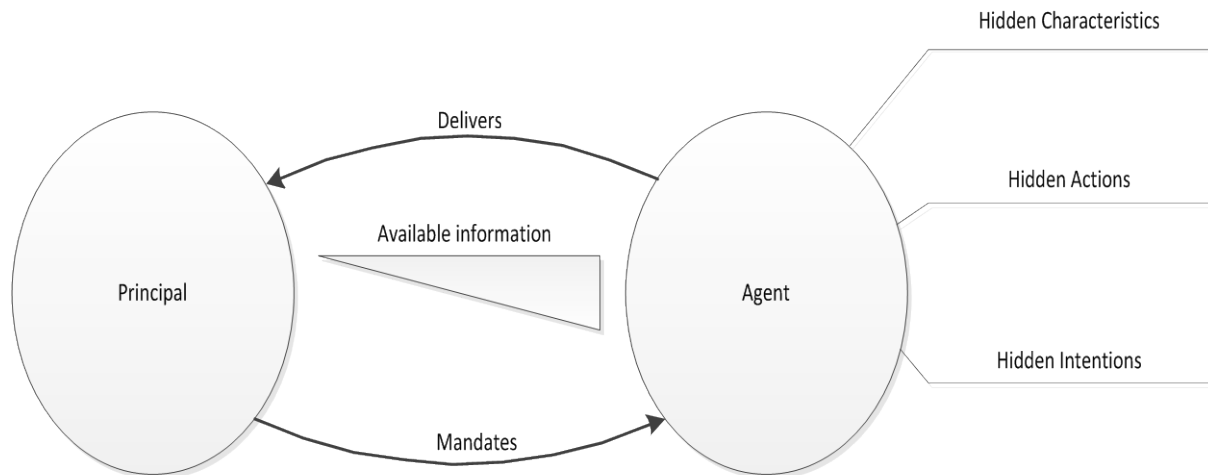 Hidden Characteristics
Delivers
Hidden Actions
Available information
Principal
Agent
Hidden Intentions
Mandates